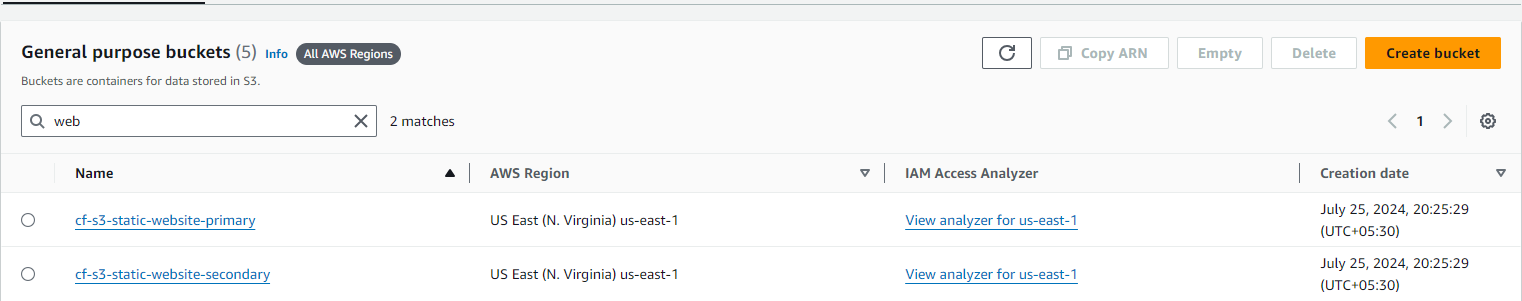 General purpose buckets (5) Info All AWS Regions
Copy ARN Empty Delete Create bucket
Buckets are containers for data stored in S3.
web 2 matches 1
Name AWS Region IAM Access Analyzer Creation date
cf-s3-static-website-primary US East (N. Virginia) us-east-1 View analyzer for us-east-1 July 25, 2024, 20:25:29
(UTC+05:30)
cf-s3-static-website-secondary US East (N. Virginia) us-east-1 View analyzer for us-east-1 July 25, 2024, 20:25:29
(UTC+05:30)